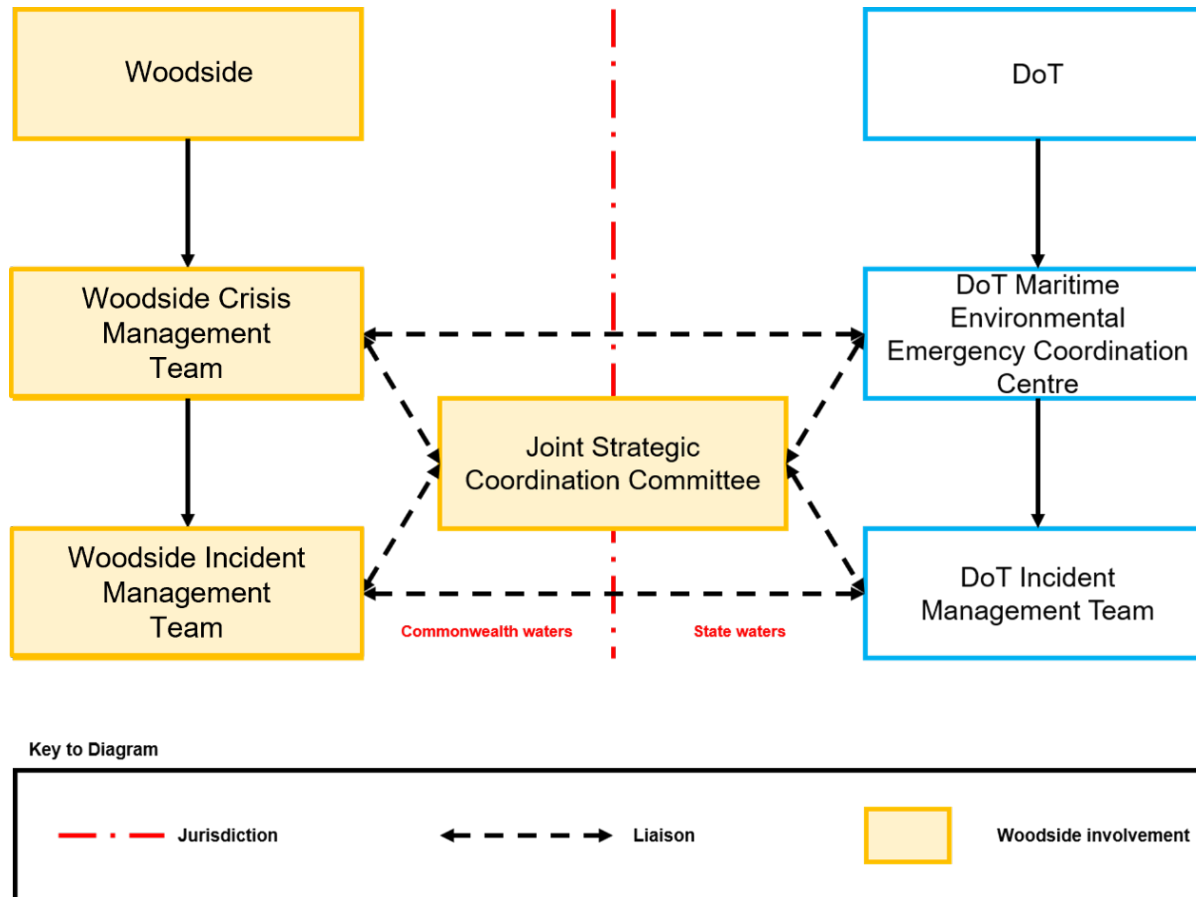 Woodside
DoT
Woodside Crisis
Management
Team
DoT Maritime
Environmental
Emergency Coordination
Centre
Joint Strategic
Coordination Committee
Woodside Incident
Management
Team
DoT Incident
Management Team
Commonwealth waters
State waters
Key to Diagram
Jurisdiction
Liaison
Woodside involvement